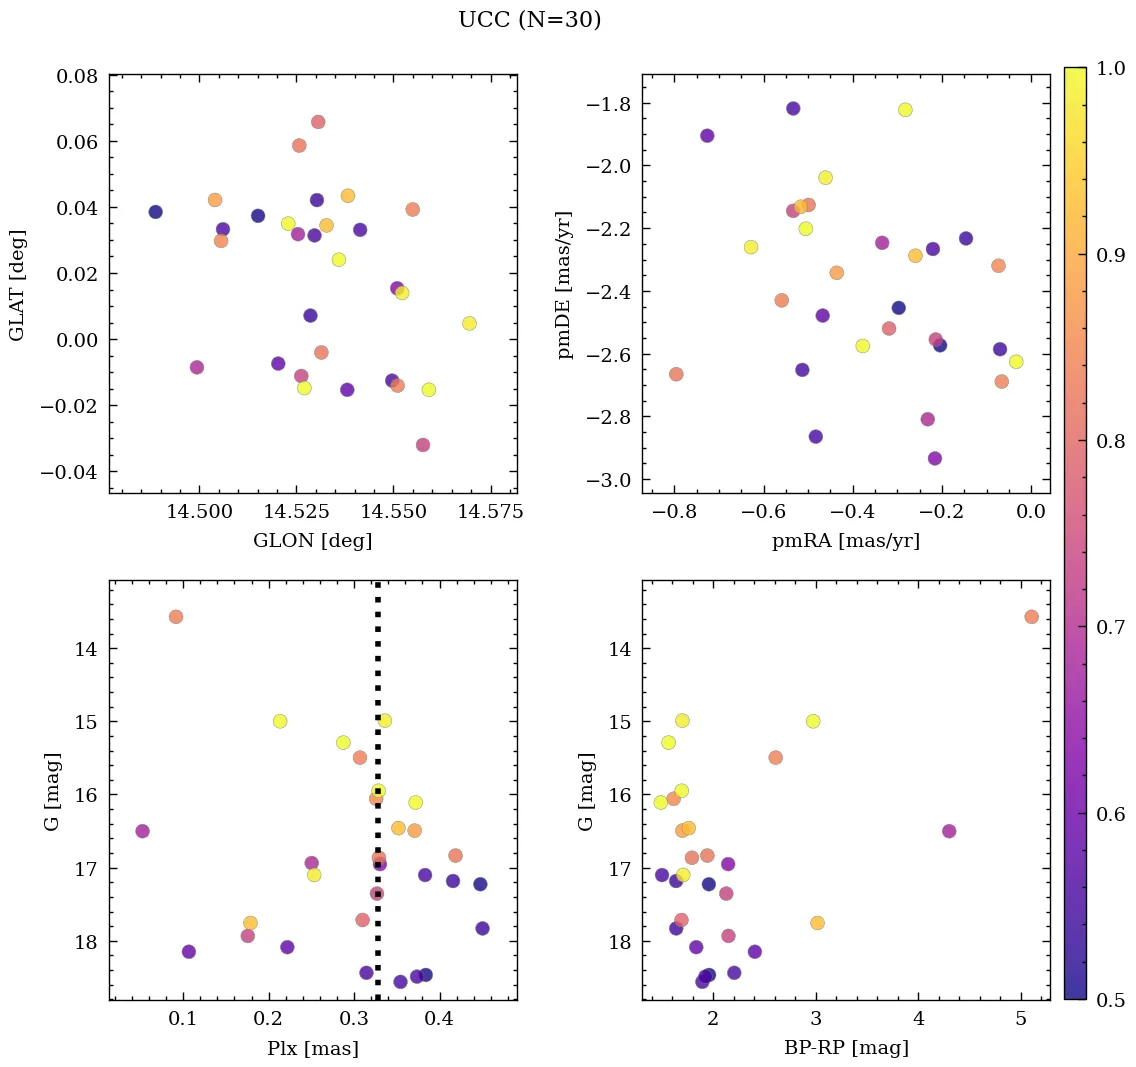 UCC (N=30)
0.08
0.06
0.04
0.02
0.00
−0.02
−0.04
GLAT [deg]
14.500 14.525 14.550 14.575
GLON [deg]
−1.8
−2.0
−2.2
−2.4
−2.6
−2.8
−3.0
pmDE [mas/yr]
−0.8 −0.6 −0.4 −0.2 0.0
pmRA [mas/yr]
14
15
16
17
18
G [mag]
0.1 0.2 0.3 0.4
Plx [mas]
14
15
16
17
18
G [mag]
2 3 4 5
BP-RP [mag]
1.0
0.9
0.8
0.7
0.6
0.5